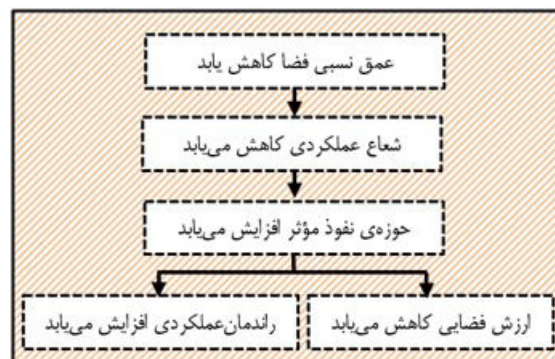 عمق نسبی فضا کاهش یابد
شعاع عملکردی کاهش می‌یابد
حوزه‌ی نفوذ مؤثر افزایش می‌یابد
ارزش فضایی کاهش می‌یابد
راندمان‌عملکردی افزایش می‌یابد